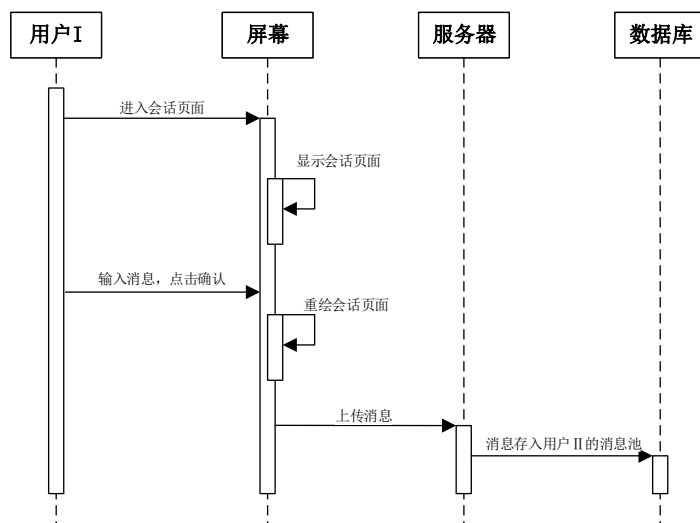 用户I
屏幕
服务器
数据库
进入会话页面
显示会话页面
输入消息，点击确认
重绘会话页面
上传消息
消息存入用户Ⅱ的消息池